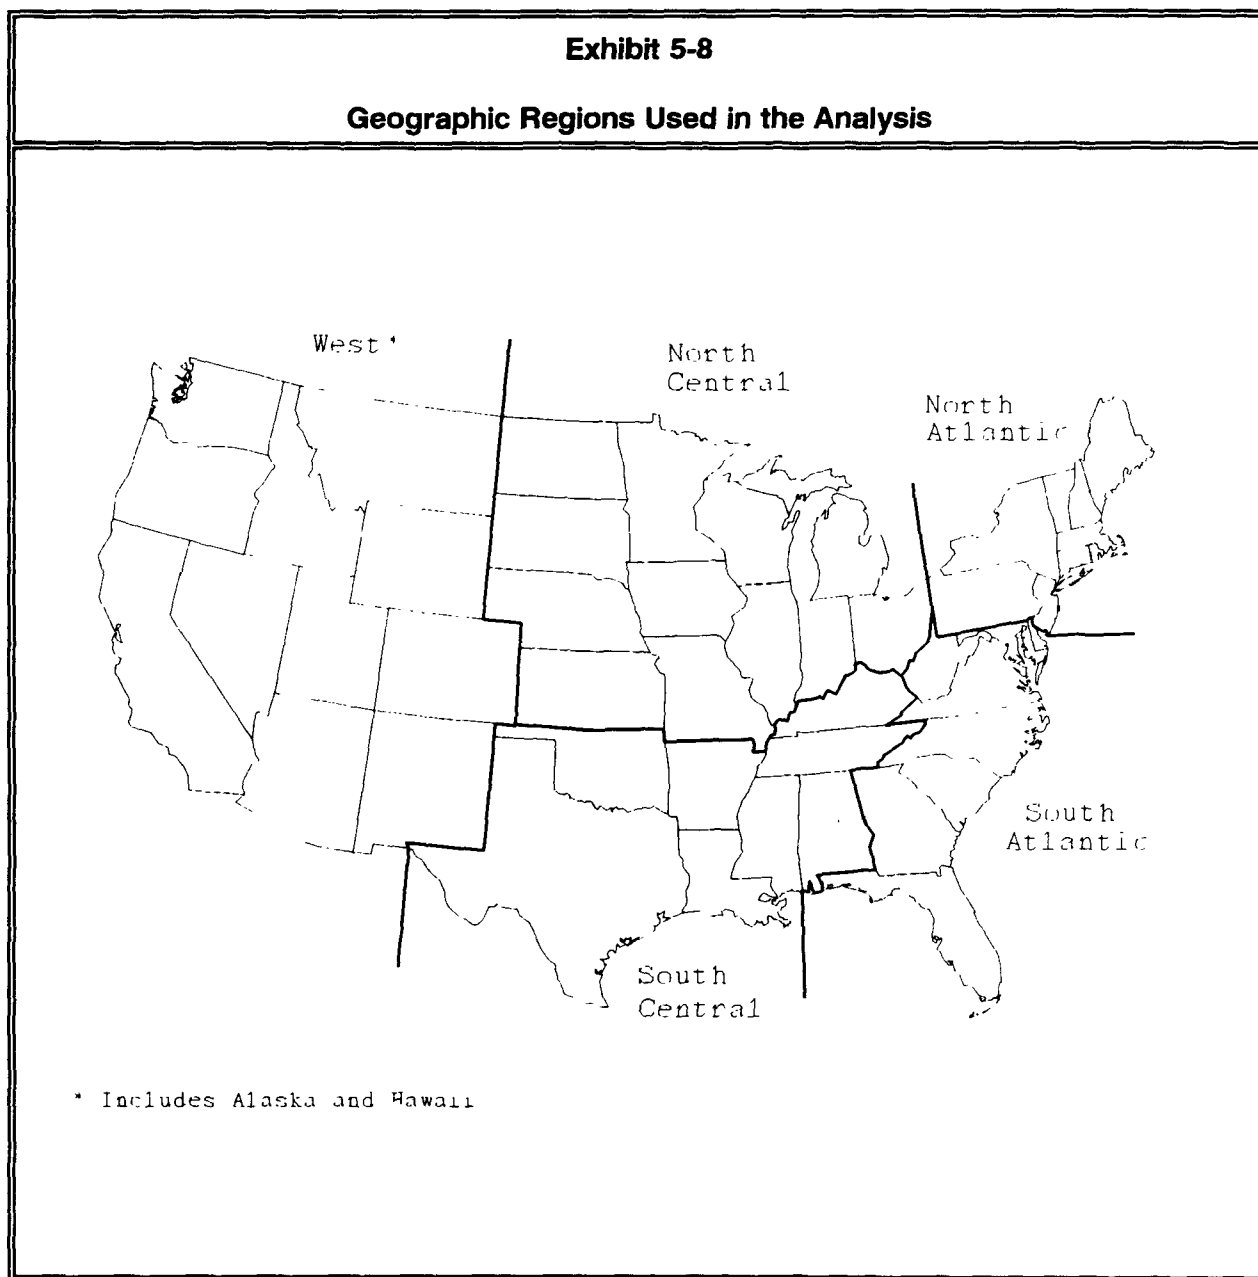 Exhibit 5-8
Geographic Regions Used in the Analysis
West*
North
Central
North
Atlantic
South
Atlantic
South
Central
* Includes Alaska and Hawaii